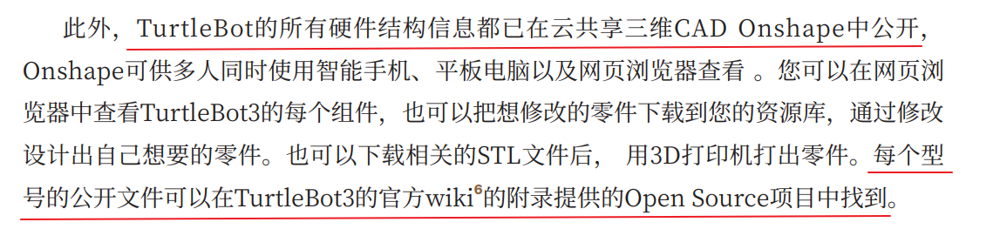 此外，TurtleBot的所有硬件结构信息都已在云共享三维CAD Onshape中公开，
Onshape可供多人同时使用智能手机、平板电脑以及网页浏览器查看 。您可以在网页浏
览器中查看TurtleBot3的每个组件，也可以把想修改的零件下载到您的资源库，通过修改
设计出自己想要的零件。也可以下载相关的STL文件后， 用3D打印机打出零件。每个型
号的公开文件可以在TurtleBot3的官方wiki6的附录提供的Open Source项目中找到。